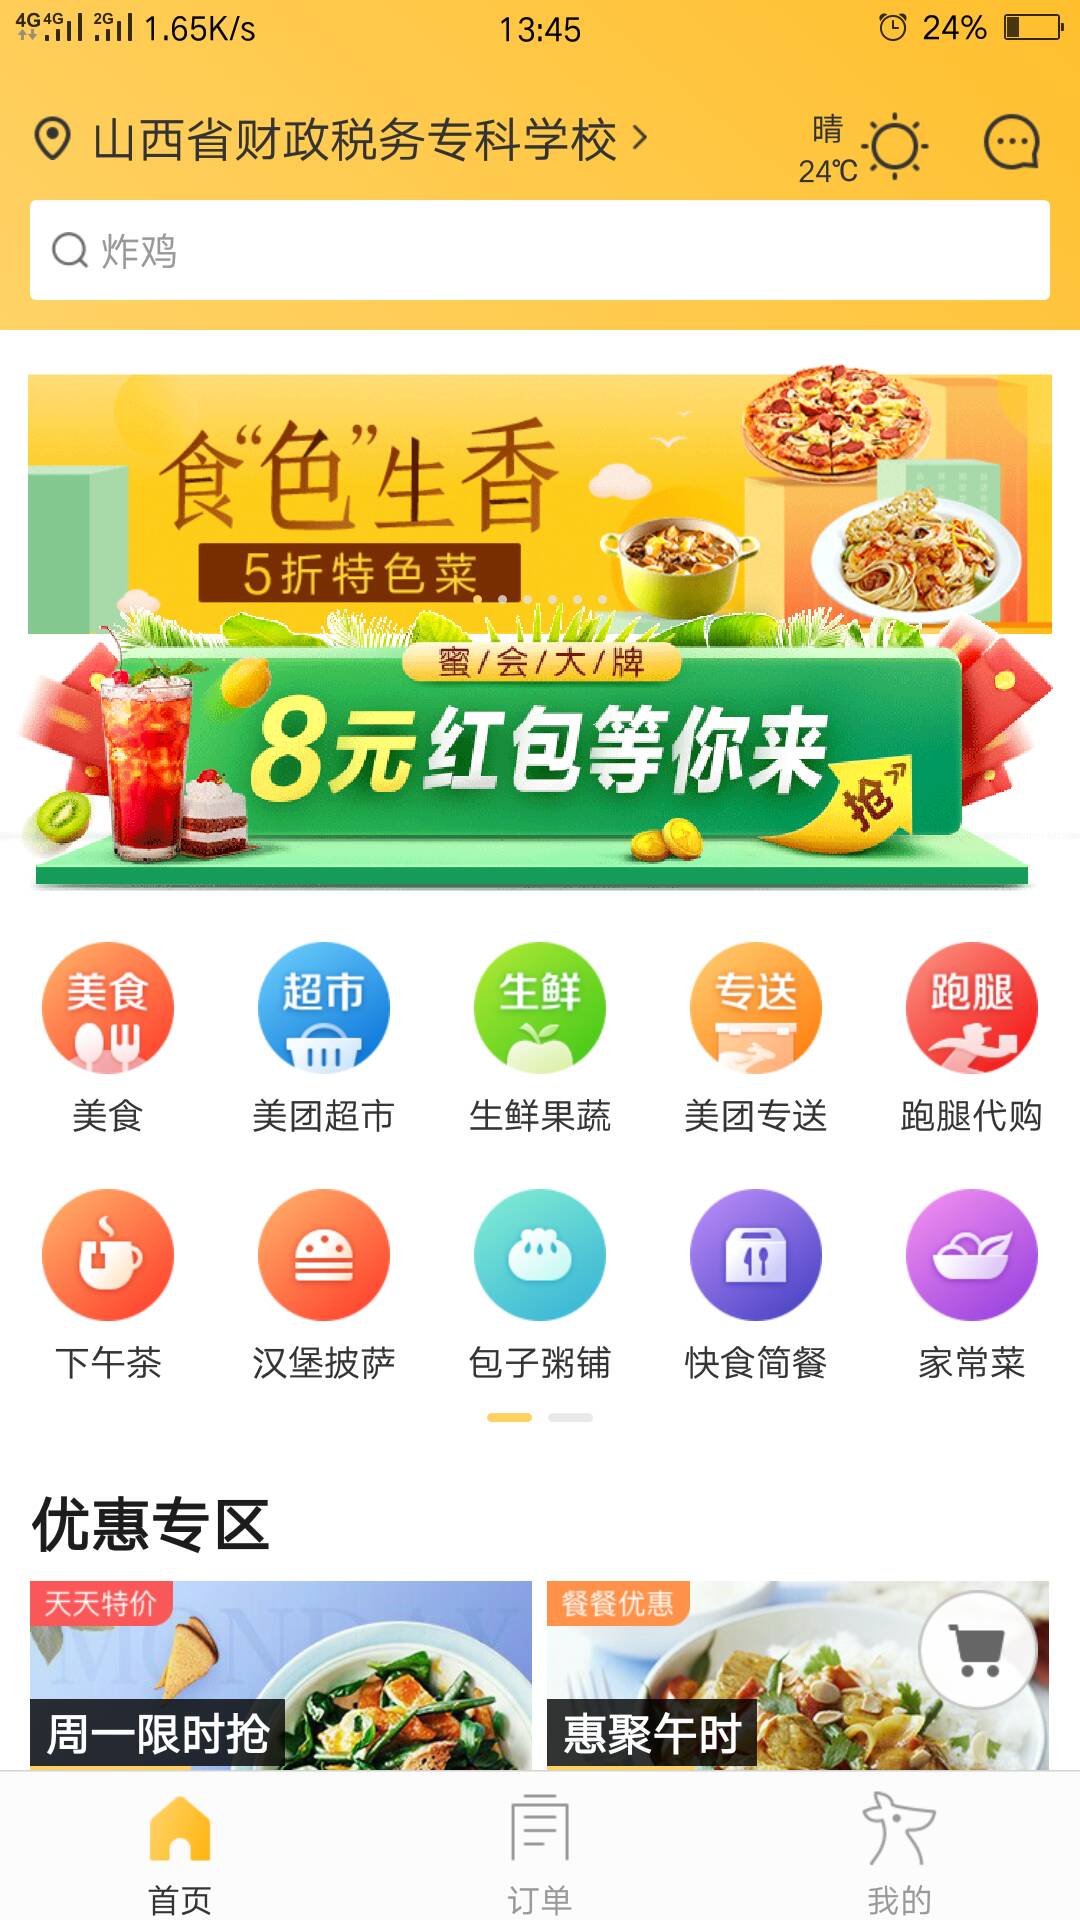 4G 4G 2G 1.65K/s 13:45 24%
山西省财政税务专科学校
晴
24℃
炸鸡
食“色”生香
5折特色菜
蜜/会/大/牌
8元红包等你来
抢
美食 超市 生鲜 专送 跑腿
美食 美团超市 生鲜果蔬 美团专送 跑腿代购
下午茶 汉堡披萨 包子粥铺 快食简餐 家常菜
优惠专区
天天特价 餐餐优惠
MONDAY
周一限时抢 惠聚午时
首页 订单 我的